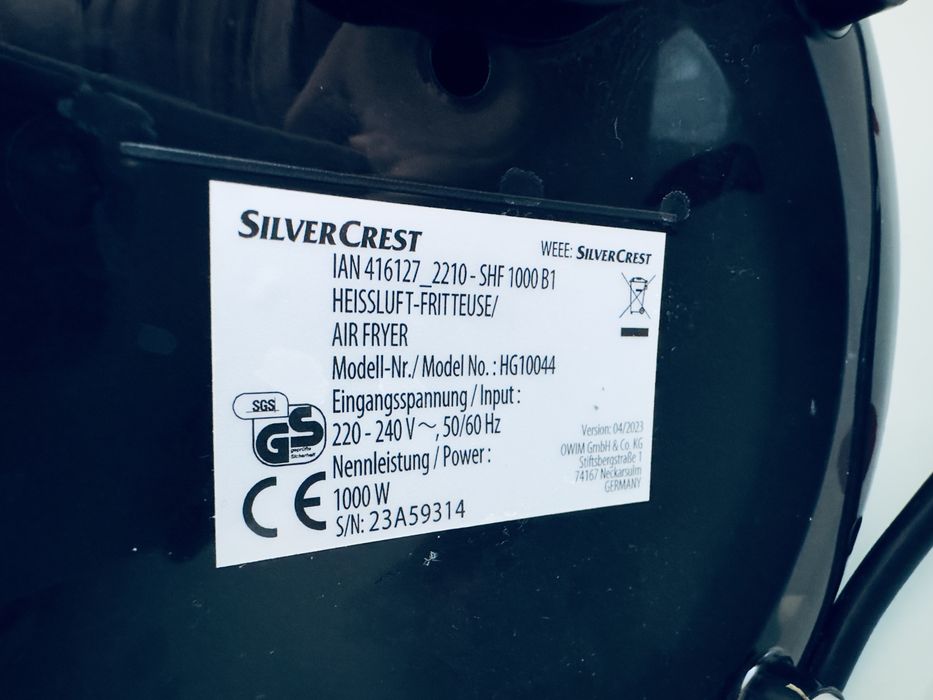 SILVERCREST
WEEE: SILVERCREST
IAN 416127_2210 - SHF 1000 B1
HEISSLUFT-FRITTEUSE/
AIR FRYER
Modell-Nr./ Model No. : HG10044
Eingangsspannung / Input :
220 - 240 V ~, 50/60 Hz
Nennleistung / Power :
1000 W
S/N: 23A59314
SGS
GS
geprüfte
Sicherheit
CE
Version: 04/2023
OWIM GmbH & Co. KG
Stiftsbergstraße 1
74167 Neckarsulm
GERMANY